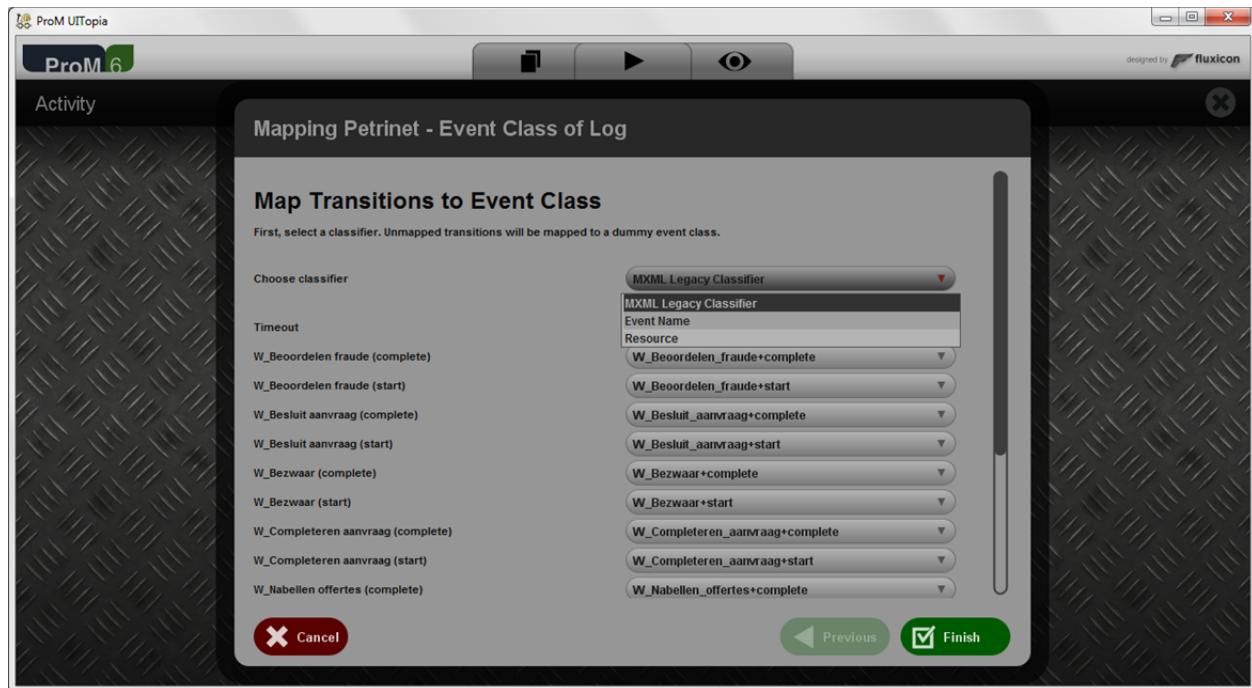 ProM UITopia
ProM 6
designed by fluxicon
Activity
Mapping Petrinet - Event Class of Log
Map Transitions to Event Class
First, select a classifier. Unmapped transitions will be mapped to a dummy event class.
Choose classifier MXML Legacy Classifier
MXML Legacy Classifier
Event Name
Timeout
Resource
W_Beoordelen fraude (complete) W_Beoordelen_fraude+complete
W_Beoordelen fraude (start) W_Beoordelen_fraude+start
W_Besluit aanvraag (complete) W_Besluit_aanvraag+complete
W_Besluit aanvraag (start) W_Besluit_aanvraag+start
W_Bezwaar (complete) W_Bezwaar+complete
W_Bezwaar (start) W_Bezwaar+start
W_Completeren aanvraag (complete) W_Completeren_aanvraag+complete
W_Completeren aanvraag (start) W_Completeren_aanvraag+start
W_Nabellen offertes (complete) W_Nabellen_offertes+complete
Cancel Previous Finish